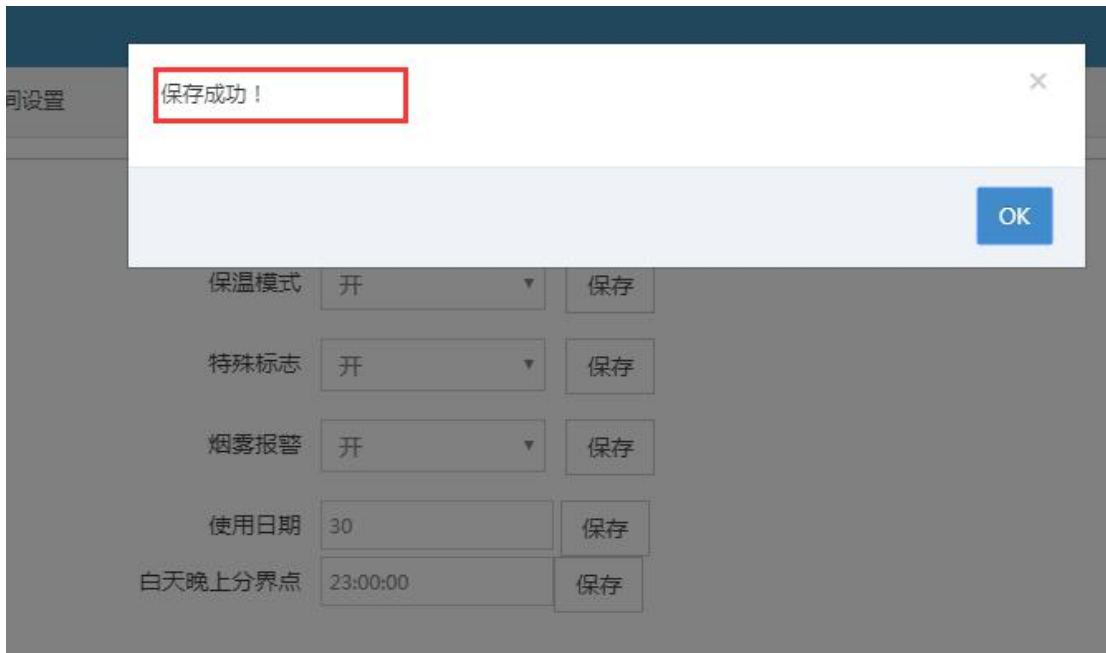 保存成功！
×
间设置
OK
保温模式 开 ▼ 保存
特殊标志 开 ▼ 保存
烟雾报警 开 ▼ 保存
使用日期 30 保存
白天晚上分界点 23:00:00 保存